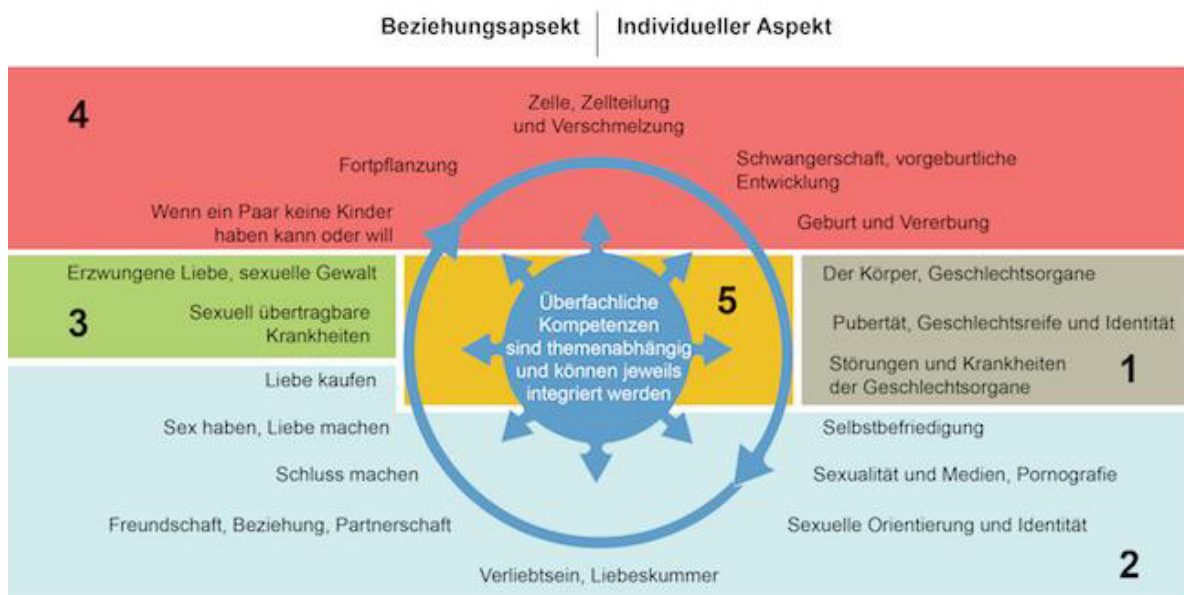 Beziehungsapsekt
Individueller Aspekt
4
Zelle, Zellteilung
und Verschmelzung
Fortpflanzung
Schwangerschaft, vorgeburtliche
Entwicklung
Wenn ein Paar keine Kinder
haben kann oder will
Geburt und Vererbung
Erzwungene Liebe, sexuelle Gewalt
3
Sexuell übertragbare
Krankheiten
Überfachliche
Kompetenzen
sind themenabhängig
und können jeweils
integriert werden
5
Der Körper, Geschlechtsorgane
Pubertät, Geschlechtsreife und Identität
Störungen und Krankheiten
der Geschlechtsorgane
1
Liebe kaufen
Sex haben, Liebe machen
Selbstbefriedigung
Schluss machen
Sexualität und Medien, Pornografie
Freundschaft, Beziehung, Partnerschaft
Sexuelle Orientierung und Identität
Verliebtsein, Liebeskummer
2